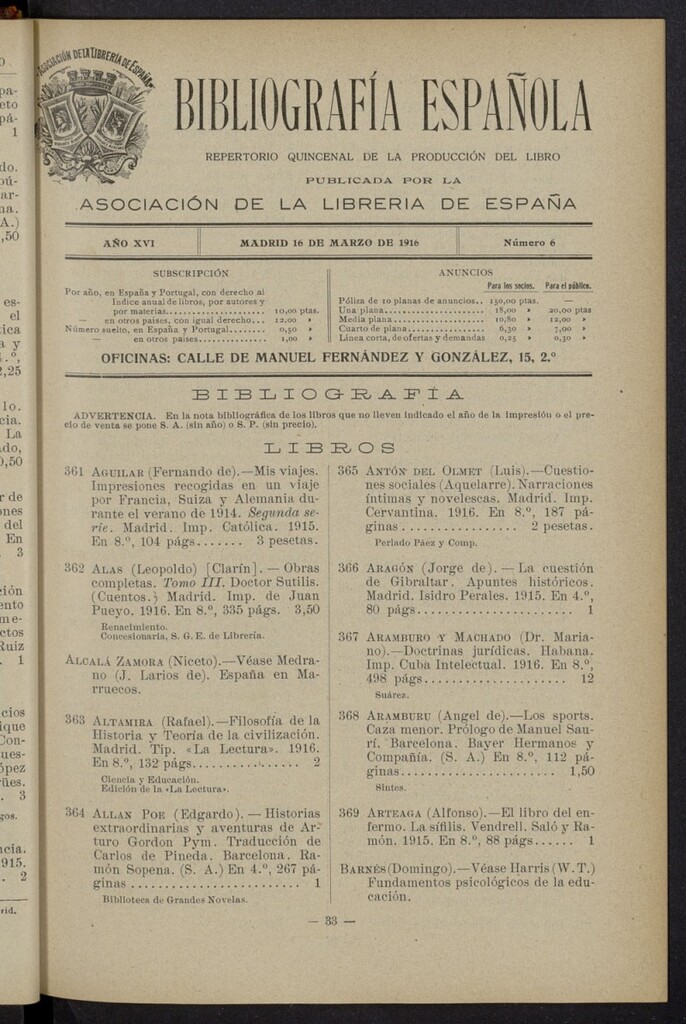 ASOCIACIÓN DE LA LIBRERIA DE ESPAÑA
BIBLIOGRAFÍA ESPAÑOLA
REPERTORIO QUINCENAL DE LA PRODUCCIÓN DEL LIBRO
PUBLICADA POR LA
ASOCIACIÓN DE LA LIBRERIA DE ESPAÑA
AÑO XVI
MADRID 16 DE MARZO DE 1916
Número 6
SUBSCRIPCIÓN
Por año, en España y Portugal, con derecho al
Indice anual de libros, por autores y
por materias........ 10,00 ptas.
— en otros países, con igual derecho... 12,00 »
Número suelto, en España y Portugal....... 0,50 »
— en otros países.............. 1,00 »
ANUNCIOS
Para los socios. Para el público.
Póliza de 10 planas de anuncios.. 150,00 ptas. —
Una plana.............. 18,00 » 20,00 ptas
Media plana.............. 10,80 » 12,00 »
Cuarto de plana.............. 6,30 » 7,00 »
Línea corta, de ofertas y demandas 0,25 » 0,30 »
OFICINAS: CALLE DE MANUEL FERNÁNDEZ Y GONZÁLEZ, 15, 2.º
BIBLIOGRAFÍA
ADVERTENCIA. En la nota bibliográfica de los libros que no lleven indicado el año de la impresión o el pre-
cio de venta se pone S. A. (sin año) o S. P. (sin precio).
LIBROS
361 AGUILAR (Fernando de).—Mis viajes.
Impresiones recogidas en un viaje
por Francia, Suiza y Alemania du-
rante el verano de 1914. Segunda se-
rie. Madrid. Imp. Católica. 1915.
En 8.º, 104 págs....... 3 pesetas.
362 ALAS (Leopoldo) [Clarín]. — Obras
completas. Tomo III. Doctor Sutilis.
(Cuentos.) Madrid. Imp. de Juan
Pueyo. 1916. En 8.º, 335 págs. 3,50
Renacimiento.
Concesionaria, S. G. E. de Librería.
ALCALÁ ZAMORA (Niceto).—Véase Medra-
no (J. Larios de). España en Ma-
rruecos.
363 ALTAMIRA (Rafael).—Filosofía de la
Historia y Teoría de la civilización.
Madrid. Tip. «La Lectura». 1916.
En 8.º, 132 págs............... 2
Ciencia y Educación.
Edición de la «La Lectura».
364 ALLAN POE (Edgardo). — Historias
extraordinarias y aventuras de Ar-
turo Gordon Pym. Traducción de
Carlos de Pineda. Barcelona. Ra-
món Sopena. (S. A.) En 4.º, 267 pá-
ginas ...................... 1
Biblioteca de Grandes Novelas.
365 ANTÓN DEL OLMET (Luis).—Cuestio-
nes sociales (Aquelarre). Narraciones
íntimas y novelescas. Madrid. Imp.
Cervantina. 1916. En 8.º, 187 pá-
ginas ................ 2 pesetas.
Perlado Páez y Comp.
366 ARAGÓN (Jorge de). — La cuestión
de Gibraltar. Apuntes históricos.
Madrid. Isidro Perales. 1915. En 4.º,
80 págs.................... 1
367 ARAMBURO Y MACHADO (Dr. Maria-
no).—Doctrinas jurídicas. Habana.
Imp. Cuba Intelectual. 1916. En 8.º,
498 págs.................... 12
Suárez.
368 ARAMBURU (Angel de).—Los sports.
Caza menor. Prólogo de Manuel Sau-
rí. Barcelona. Bayer Hermanos y
Compañía. (S. A.) En 8.º, 112 pá-
ginas...................... 1,50
Sintes.
369 ARTEAGA (Alfonso).—El libro del en-
fermo. La sífilis. Vendrell. Saló y Ra-
món. 1915. En 8.º, 88 págs...... 1
BARNÉS (Domingo).—Véase Harris (W. T.)
Fundamentos psicológicos de la edu-
cación.
— 33 —